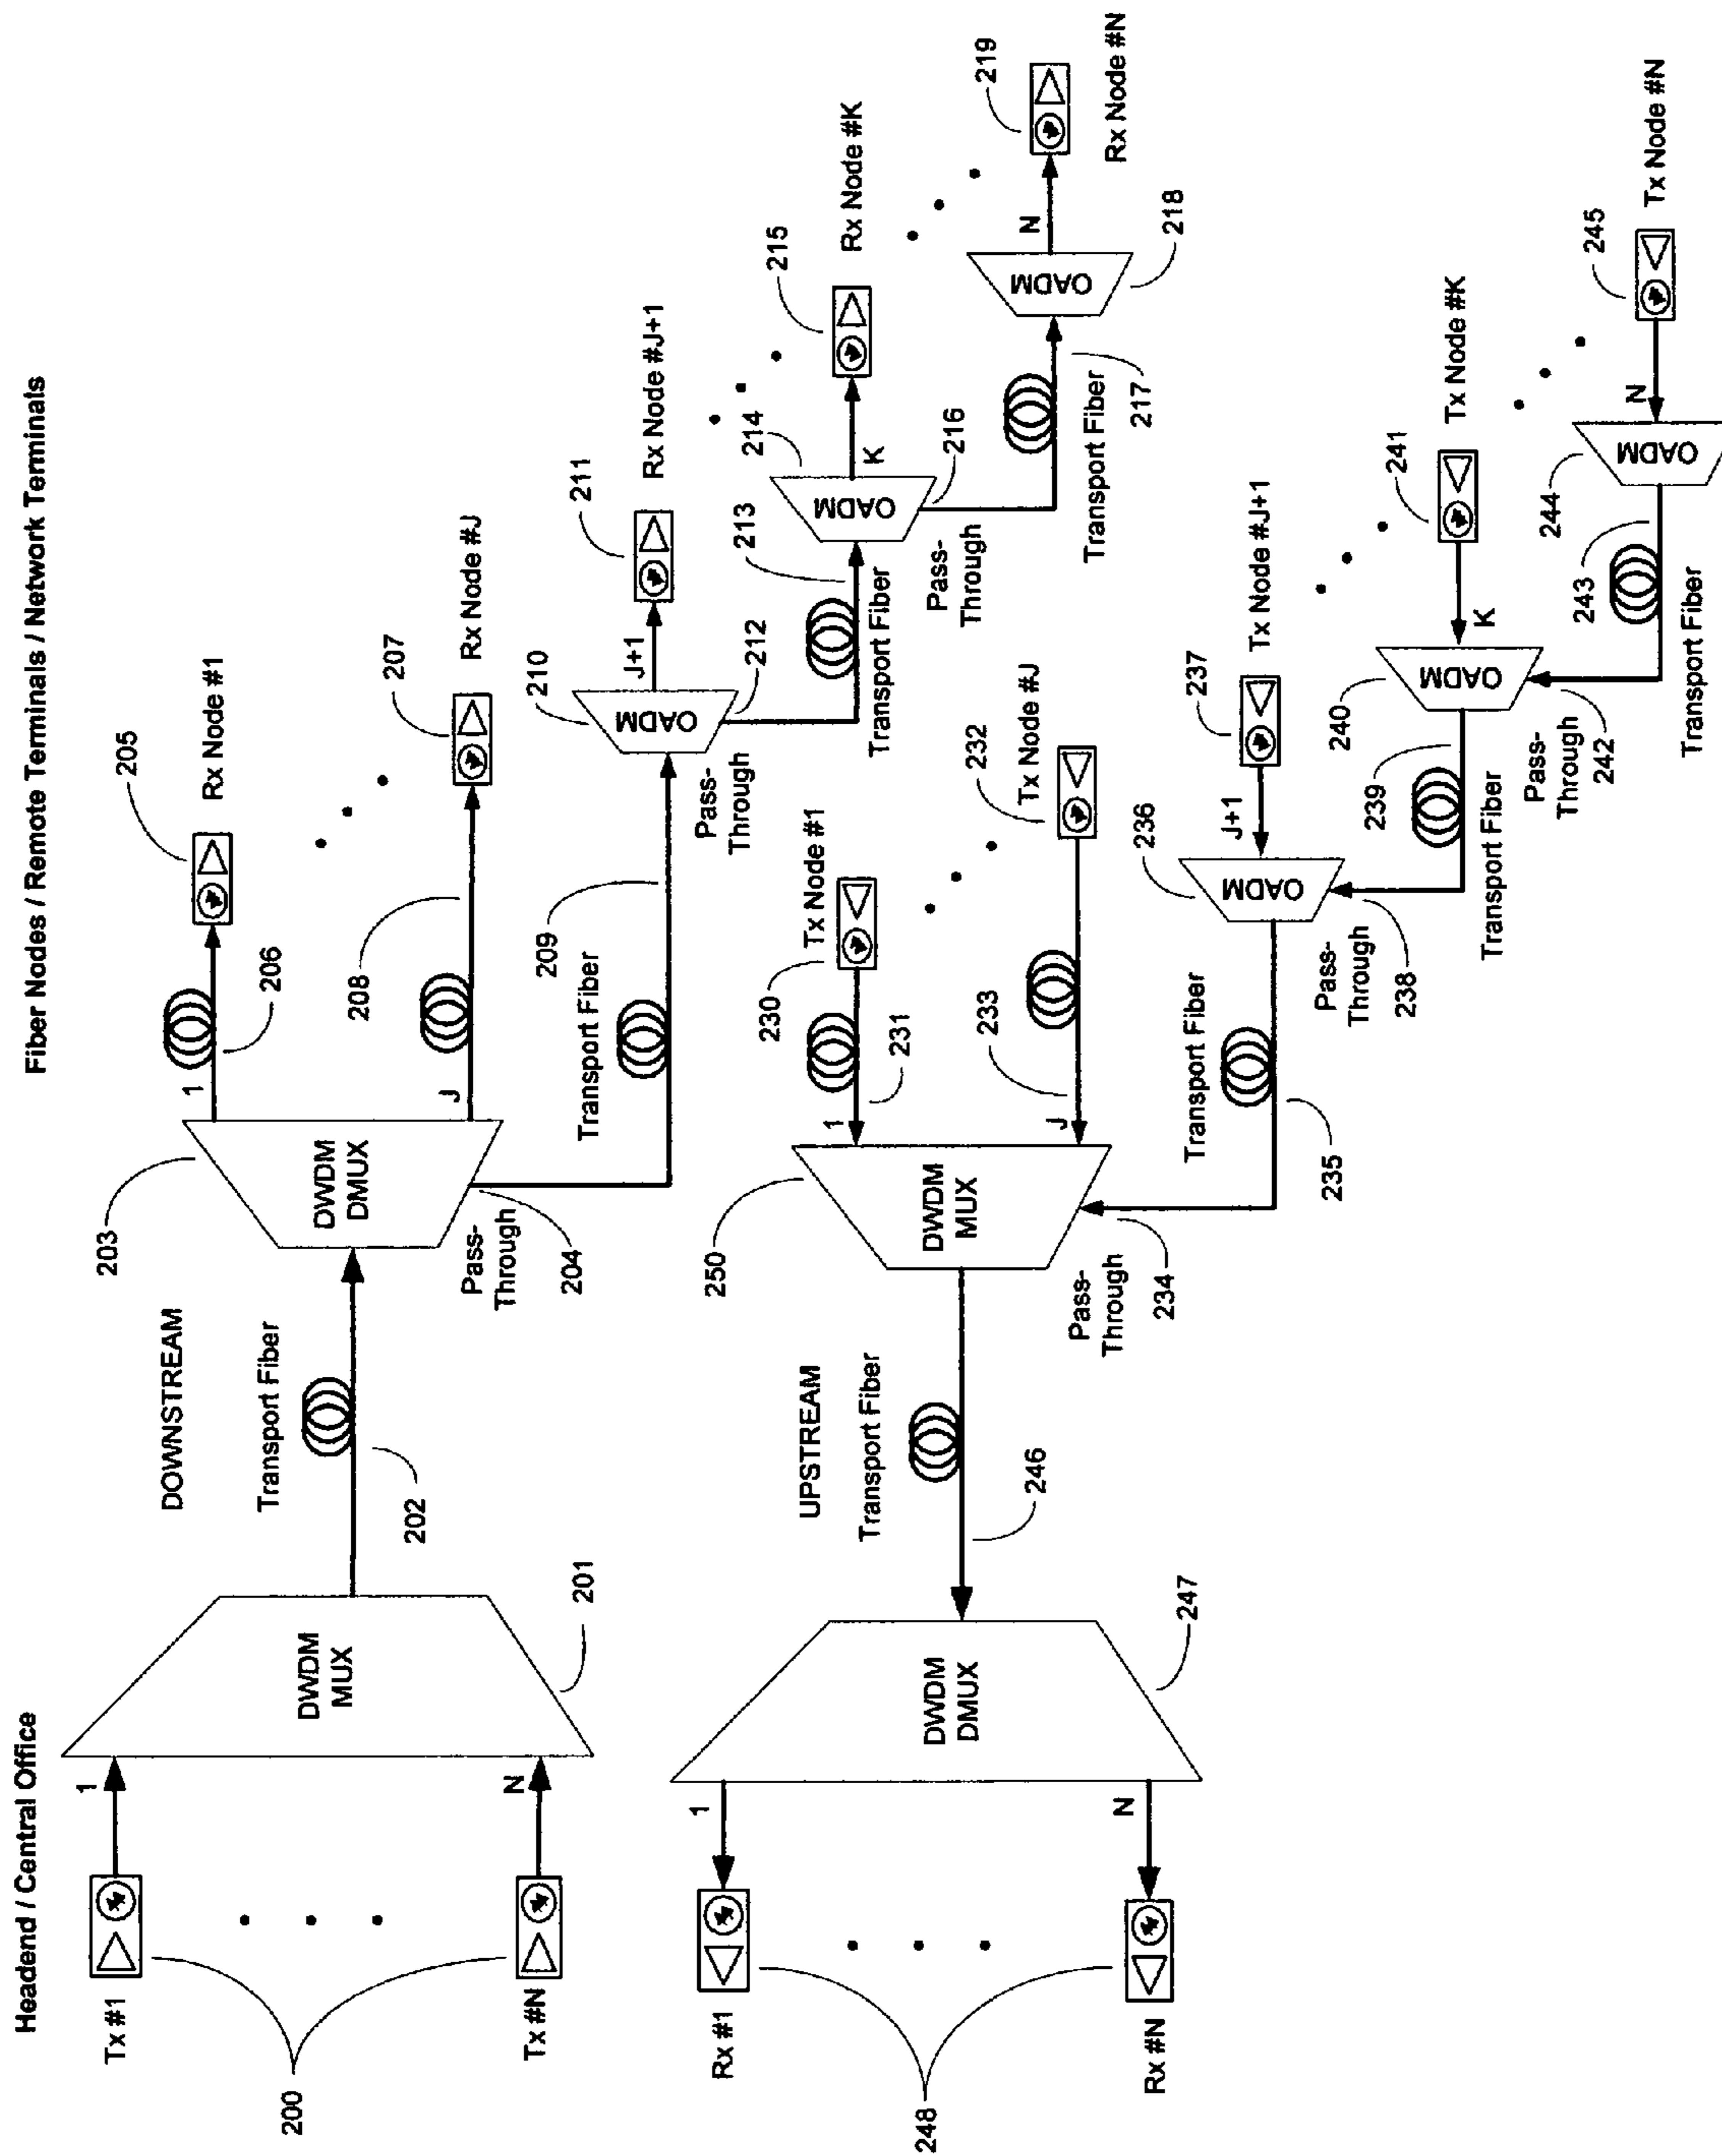 Headend / Central Office
Fiber Nodes / Remote Terminals / Network Terminals
Tx #1
1
Tx #N
N
200
DWDM
MUX
201
DOWNSTREAM
Transport Fiber
202
203
DWDM
DMUX
Pass-
Through
204
1
206
205
Rx Node #1
J
208
207
Rx Node #J
Transport Fiber
209
210
OADM
J+1
211
Rx Node #J+1
212
Pass-
Through
213
Transport Fiber
214
OADM
K
215
Rx Node #K
216
Pass-
Through
217
Transport Fiber
OADM
218
N
219
Rx Node #N
Rx #1
1
Rx #N
N
248
DWDM
DMUX
247
UPSTREAM
Transport Fiber
246
250
DWDM
MUX
Pass-
Through
234
1
231
230
Tx Node #1
J
233
232
Tx Node #J
Transport Fiber
235
236
OADM
J+1
237
Tx Node #J+1
Pass-
Through
238
239
Transport Fiber
240
OADM
K
241
Tx Node #K
Pass-
Through
242
243
Transport Fiber
244
OADM
N
245
Tx Node #N